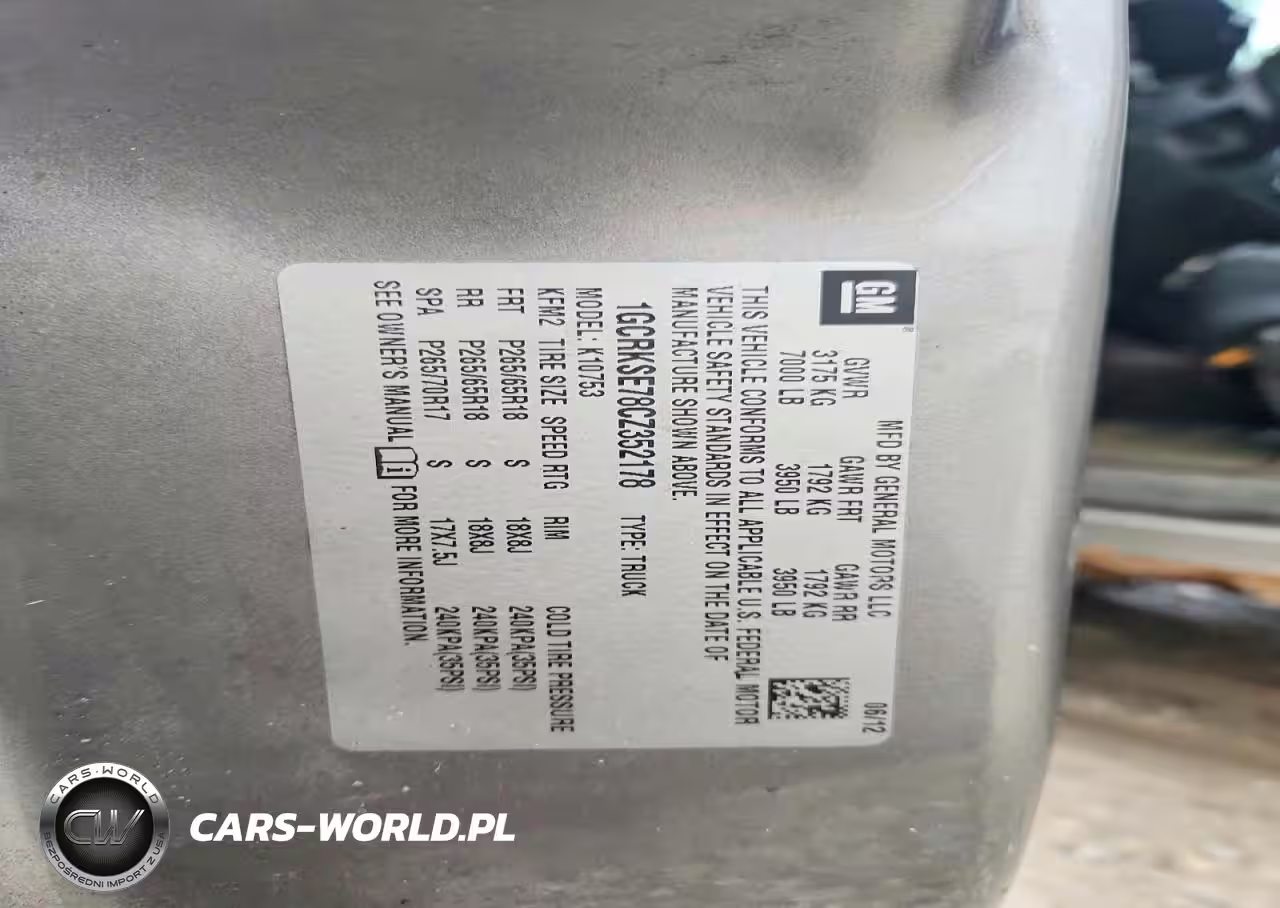 GM
MFD BY GENERAL MOTORS LLC 06/12
GVWR GAWR FRT GAWR RR
3175 KG 1792 KG 1792 KG
7000 LB 3950 LB 3950 LB
THIS VEHICLE CONFORMS TO ALL APPLICABLE U.S. FEDERAL MOTOR
VEHICLE SAFETY STANDARDS IN EFFECT ON THE DATE OF
MANUFACTURE SHOWN ABOVE.
1GCRKSE78CZ352178 TYPE: TRUCK
MODEL: K10753
KFM2 TIRE SIZE SPEED RTG RIM COLD TIRE PRESSURE
FRT P265/65R18 S 18X8J 240KPA(35PSI)
RR P265/65R18 S 18X8J 240KPA(35PSI)
SPA P265/70R17 S 17X7.5J 240KPA(35PSI)
SEE OWNER'S MANUAL i FOR MORE INFORMATION.
CARS-WORLD
CW
BEZPOŚREDNI IMPORT Z USA
CARS-WORLD.PL